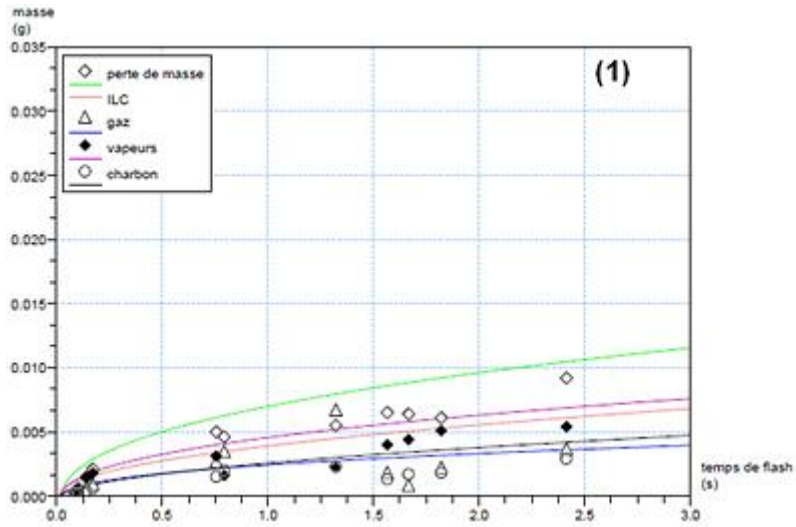 masse
(g)
0.035
0.030
0.025
0.020
0.015
0.010
0.005
0.000
(1)
perte de masse
ILC
gaz
vapeurs
charbon
0.0
0.5
1.0
1.5
2.0
2.5
3.0
temps de flash
(s)